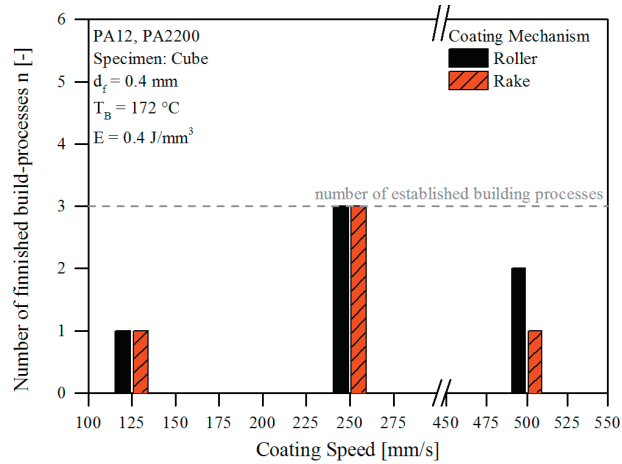 6
5
4
3
2
1
0
Number of finnished build-processes n [-]
PA12, PA2200
Specimen: Cube
d_f = 0.4 mm
T_B = 172 °C
E = 0.4 J/mm³
Coating Mechanism
Roller
Rake
number of established building processes
100 125 150 175 200 225 250 275 450 475 500 525 550
Coating Speed [mm/s]